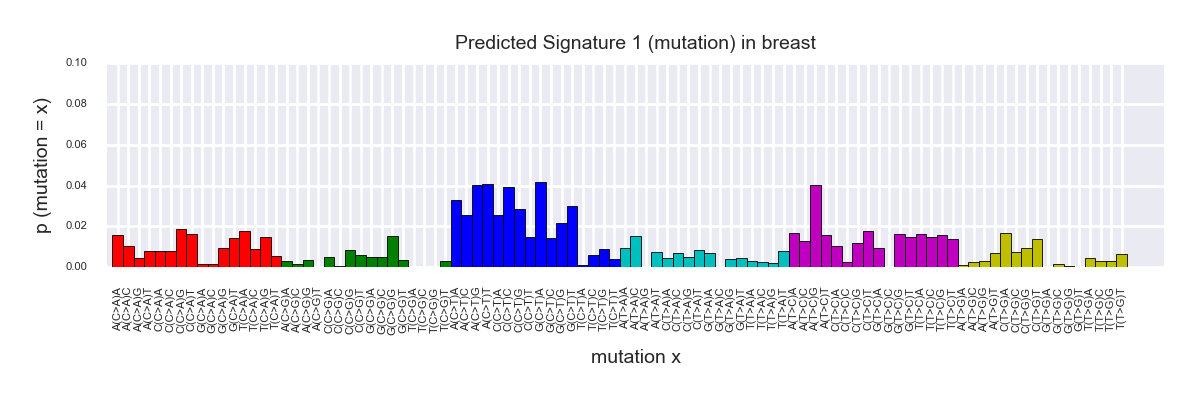 Predicted Signature 1 (mutation) in breast
p (mutation = x)
0.10
0.08
0.06
0.04
0.02
0.00
A(C>A)A
A(C>A)C
A(C>A)G
A(C>A)T
C(C>A)A
C(C>A)C
C(C>A)G
C(C>A)T
G(C>A)A
G(C>A)C
G(C>A)G
G(C>A)T
T(C>A)A
T(C>A)C
T(C>A)G
T(C>A)T
A(C>G)A
A(C>G)C
A(C>G)G
A(C>G)T
C(C>G)A
C(C>G)C
C(C>G)G
C(C>G)T
G(C>G)A
G(C>G)C
G(C>G)G
G(C>G)T
T(C>G)A
T(C>G)C
T(C>G)G
T(C>G)T
A(C>T)A
A(C>T)C
A(C>T)G
A(C>T)T
C(C>T)A
C(C>T)C
C(C>T)G
C(C>T)T
G(C>T)A
G(C>T)C
G(C>T)G
G(C>T)T
T(C>T)A
T(C>T)C
T(C>T)G
T(C>T)T
A(T>A)A
A(T>A)C
A(T>A)G
A(T>A)T
C(T>A)A
C(T>A)C
C(T>A)G
C(T>A)T
G(T>A)A
G(T>A)C
G(T>A)G
G(T>A)T
T(T>A)A
T(T>A)C
T(T>A)G
T(T>A)T
A(T>C)A
A(T>C)C
A(T>C)G
A(T>C)T
C(T>C)A
C(T>C)C
C(T>C)G
C(T>C)T
G(T>C)A
G(T>C)C
G(T>C)G
G(T>C)T
T(T>C)A
T(T>C)C
T(T>C)G
T(T>C)T
A(T>G)A
A(T>G)C
A(T>G)G
A(T>G)T
C(T>G)A
C(T>G)C
C(T>G)G
C(T>G)T
G(T>G)A
G(T>G)C
G(T>G)G
G(T>G)T
T(T>G)A
T(T>G)C
T(T>G)G
T(T>G)T
mutation x